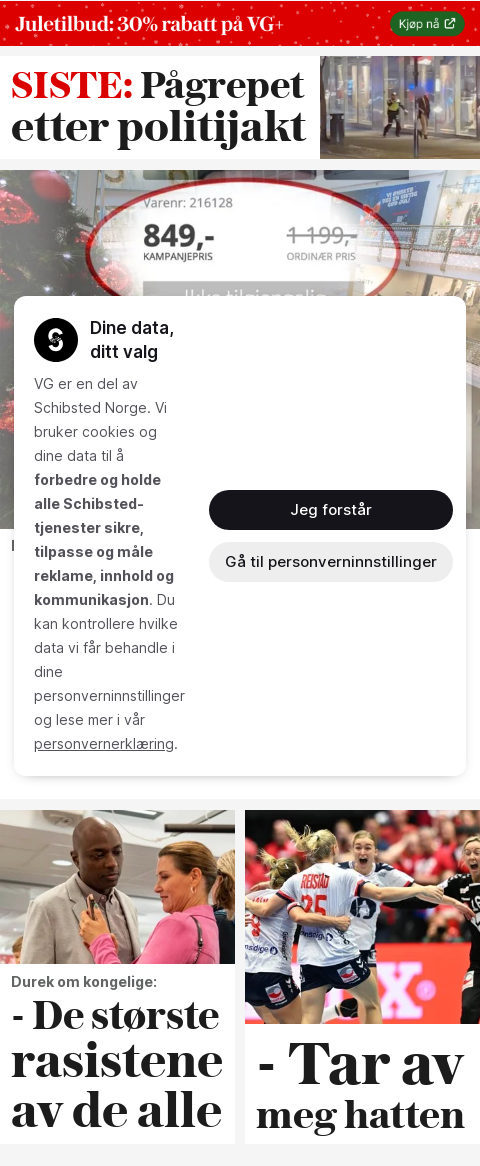 Juletilbud: 30% rabatt på VG+
Kjøp nå
SISTE: Pågrepet
etter politijakt
Varenr: 216128
849,-
1 199,-
KAMPANJEPRIS
ORDINÆR PRIS
Ikke tilgjengelig
Dine data,
ditt valg
VG er en del av
Schibsted Norge. Vi
bruker cookies og
dine data til å
forbedre og holde
alle Schibsted-
tjenester sikre,
tilpasse og måle
reklame, innhold og
kommunikasjon. Du
kan kontrollere hvilke
data vi får behandle i
dine
personverninnstillinger
og lese mer i vår
personvernerklæring.
Jeg forstår
Gå til personverninnstillinger
REISTAD
25
Durek om kongelige:
- De største
rasistene
av de alle
- Tar av
meg hatten